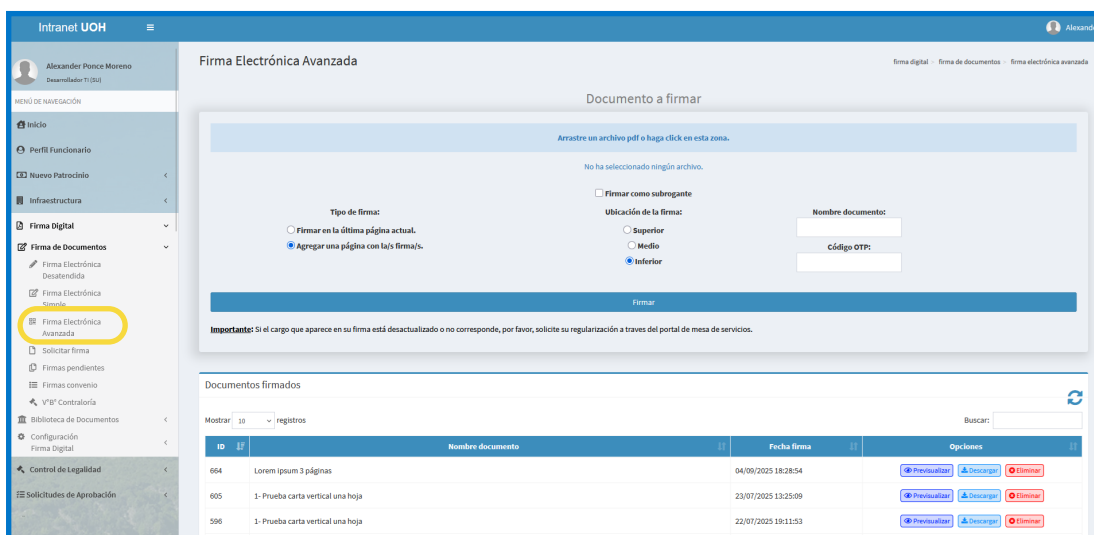 Intranet UOH
Alexand
Alexander Ponce Moreno
Desarrollador TI (SU)
MENÚ DE NAVEGACIÓN
Inicio
Perfil Funcionario
Nuevo Patrocinio
Infraestructura
Firma Digital
Firma de Documentos
Firma Electrónica
Desatendida
Firma Electrónica
Simple
Firma Electrónica
Avanzada
Solicitar firma
Firmas pendientes
Firmas convenio
V°B° Contraloría
Biblioteca de Documentos
Configuración
Firma Digital
Control de Legalidad
Solicitudes de Aprobación
Firma Electrónica Avanzada
firma digital > firma de documentos > firma electrónica avanzada
Documento a firmar
Arrastre un archivo pdf o haga click en esta zona.
No ha seleccionado ningún archivo.
Firmar como subrogante
Tipo de firma:
Firmar en la última página actual.
Agregar una página con la/s firma/s.
Ubicación de la firma:
Superior
Medio
Inferior
Nombre documento:
Código OTP:
Firmar
Importante: Si el cargo que aparece en su firma está desactualizado o no corresponde, por favor, solicite su regularización a traves del portal de mesa de servicios.
Documentos firmados
Mostrar 10 registros
Buscar:
ID Nombre documento Fecha firma Opciones
664 Lorem ipsum 3 páginas 04/09/2025 18:28:54 Previsualizar Descargar Eliminar
605 1- Prueba carta vertical una hoja 23/07/2025 13:25:09 Previsualizar Descargar Eliminar
596 1- Prueba carta vertical una hoja 22/07/2025 19:11:53 Previsualizar Descargar Eliminar